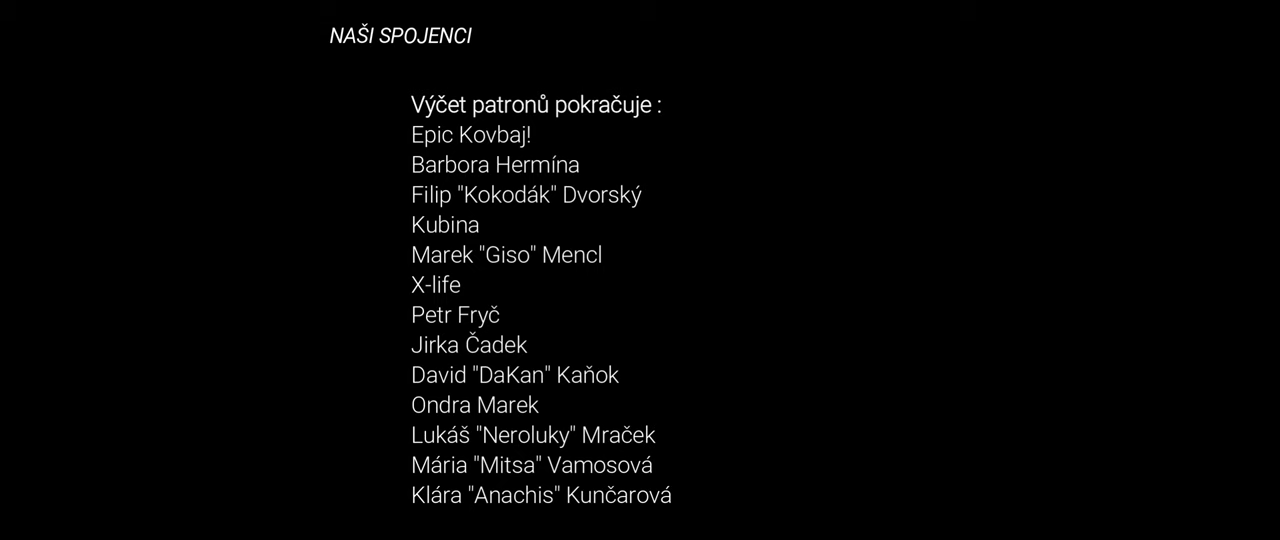 NAŠI SPOJENCI
Výčet patronů pokračuje :
Epic Kovbaj!
Barbora Hermína
Filip "Kokodák" Dvorský
Kubina
Marek "Giso" Mencl
X-life
Petr Fryč
Jirka Čadek
David "DaKan" Kaňok
Ondra Marek
Lukáš "Neroluky" Mraček
Mária "Mitsa" Vamosová
Klára "Anachis" Kunčarová